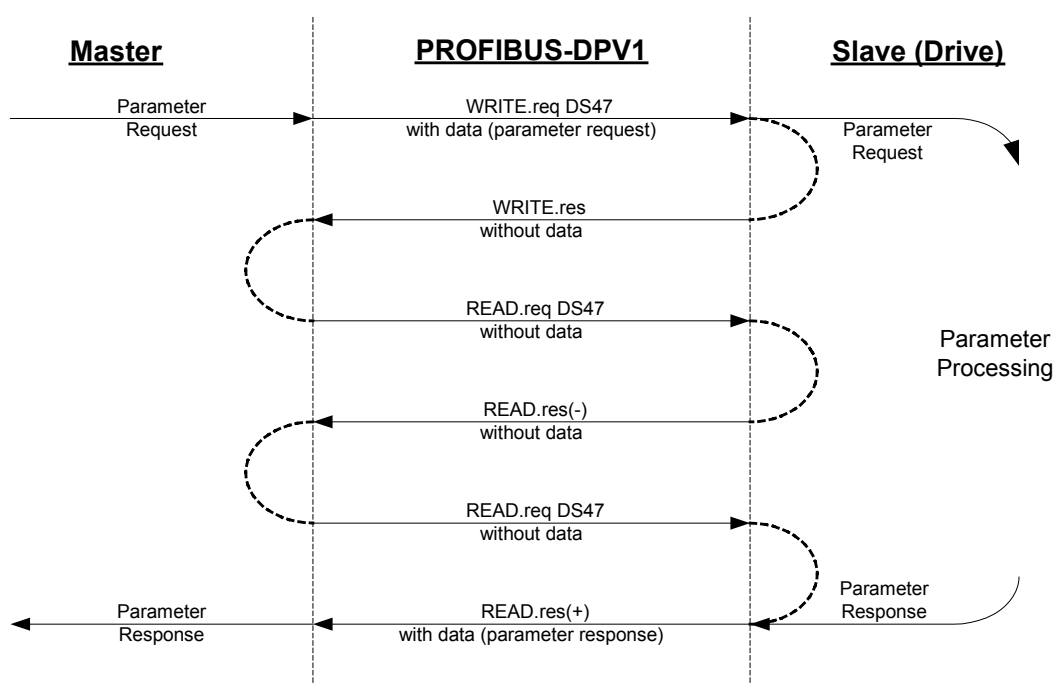 Master
PROFIBUS-DPV1
Slave (Drive)
Parameter
Request
WRITE.req DS47
with data (parameter request)
Parameter
Request
WRITE.res
without data
READ.req DS47
without data
Parameter
Processing
READ.res(-)
without data
READ.req DS47
without data
Parameter
Response
READ.res(+)
with data (parameter response)
Parameter
Response